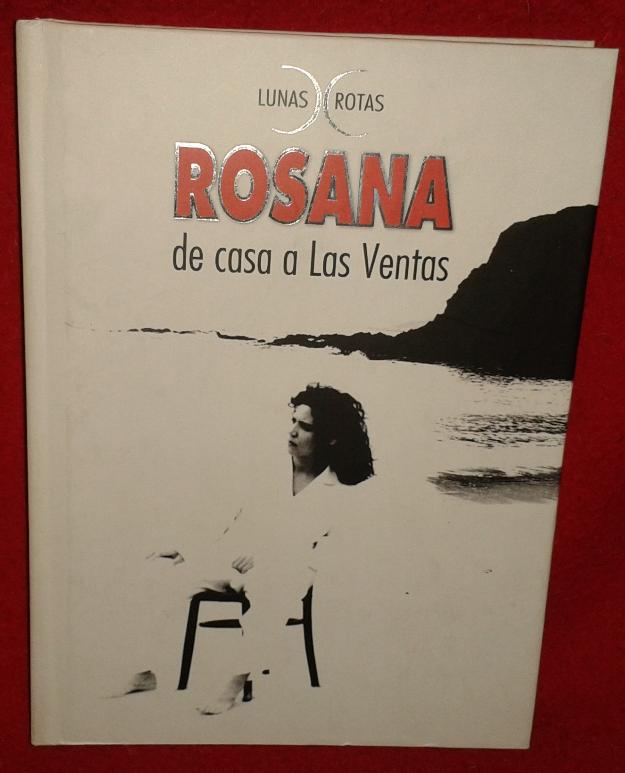 LUNAS ROTAS
ROSANA
de casa a Las Ventas